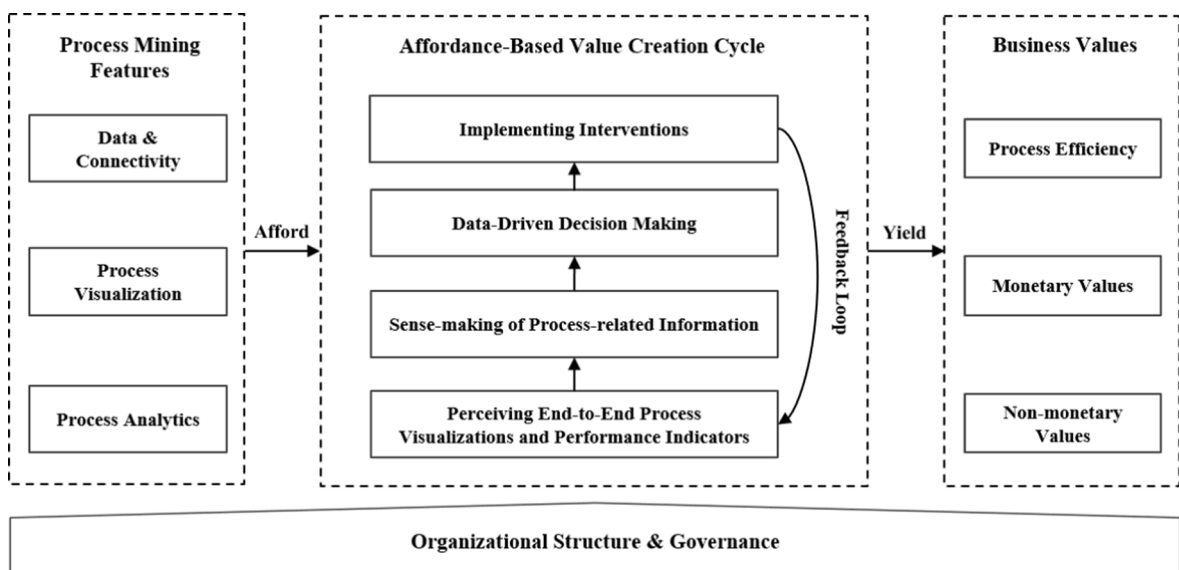 Process Mining
Features
Data &
Connectivity
Process
Visualization
Process Analytics
Afford
Affordance-Based Value Creation Cycle
Implementing Interventions
Data-Driven Decision Making
Sense-making of Process-related Information
Perceiving End-to-End Process
Visualizations and Performance Indicators
Feedback Loop
Yield
Business Values
Process Efficiency
Monetary Values
Non-monetary
Values
Organizational Structure & Governance